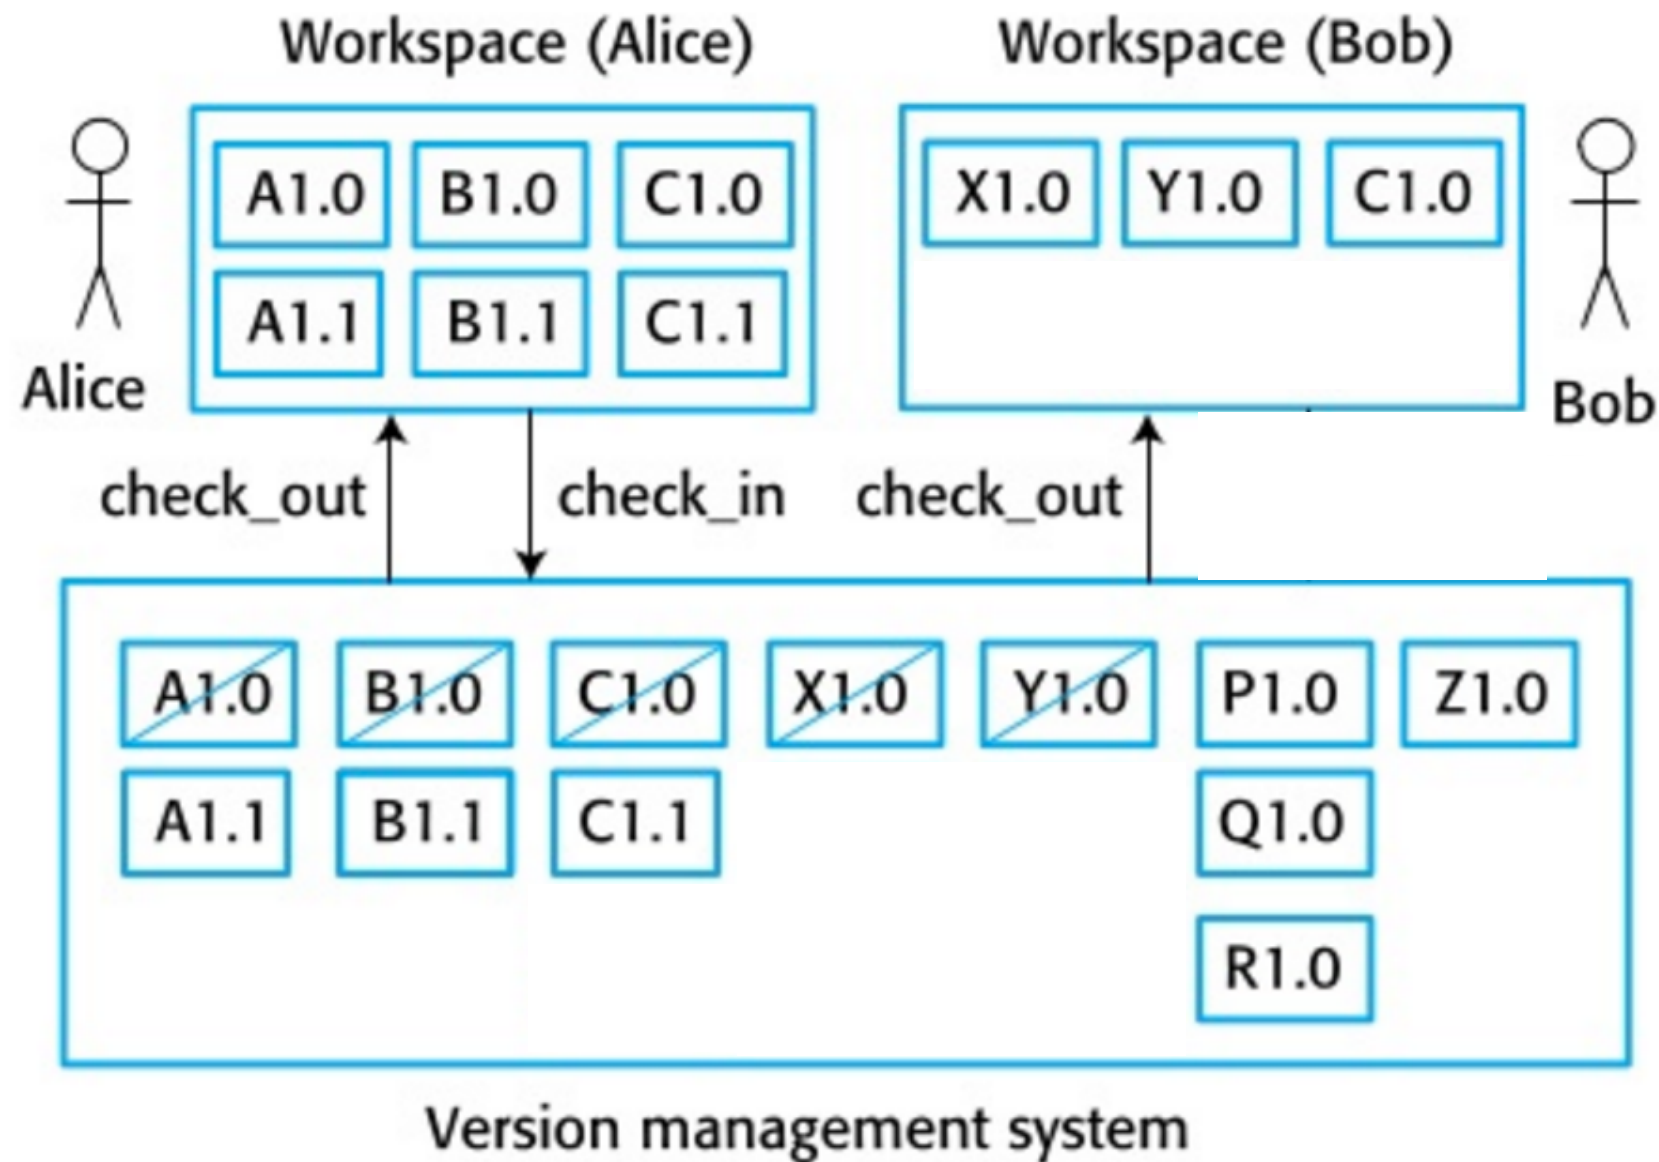 Workspace (Alice)
Workspace (Bob)
A1.0 B1.0 C1.0
A1.1 B1.1 C1.1
X1.0 Y1.0 C1.0
Alice
Bob
check_out
check_in
check_out
A1.0 B1.0 C1.0 X1.0 Y1.0 P1.0 Z1.0
A1.1 B1.1 C1.1 Q1.0
R1.0
Version management system